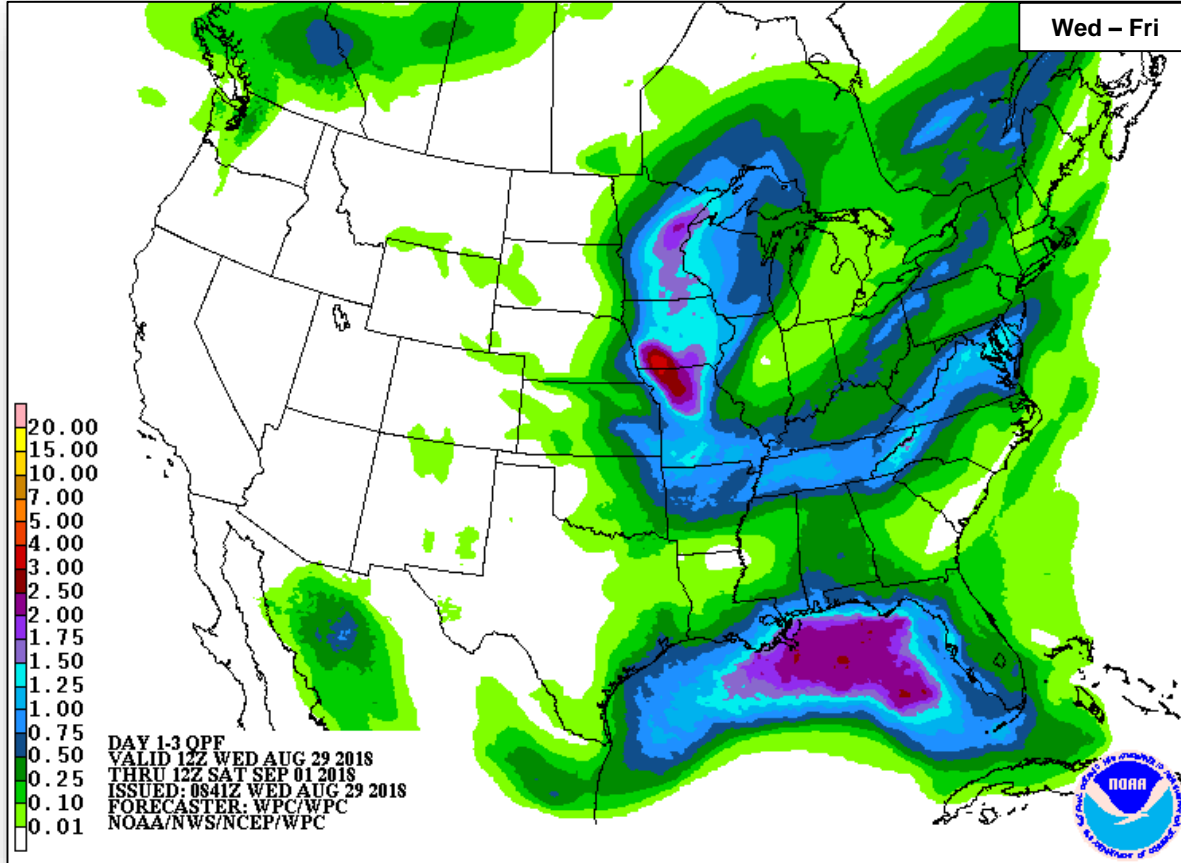 Wed – Fri
20.00
15.00
10.00
7.00
5.00
4.00
3.00
2.50
2.00
1.75
1.50
1.25
1.00
0.75
0.50
0.25
0.10
0.01
DAY 1-3 QPF
VALID 12Z WED AUG 29 2018
THRU 12Z SAT SEP 01 2018
ISSUED: 0841Z WED AUG 29 2018
FORECASTER: WPC/WPC
NOAA/NWS/NCEP/WPC
NOAA